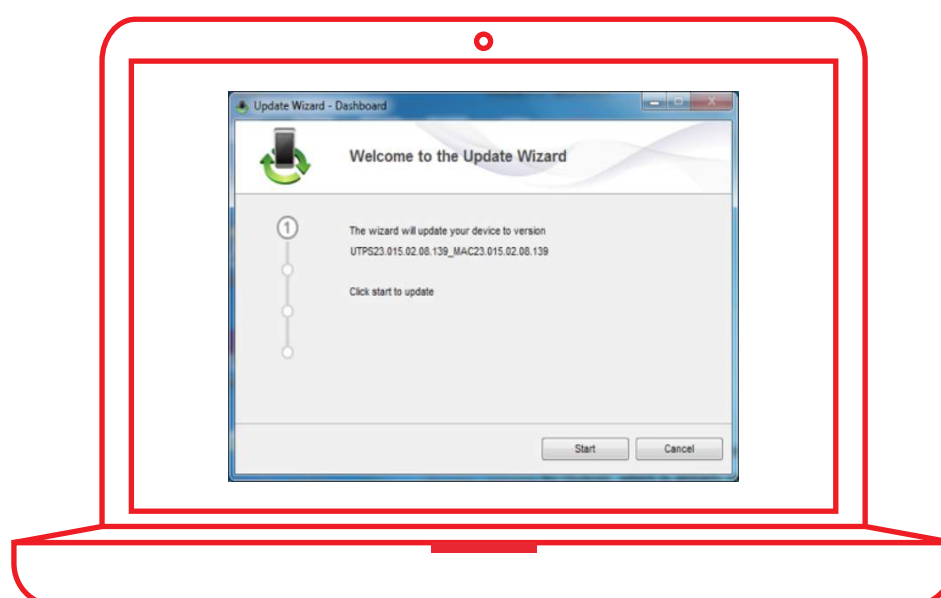 Update Wizard - Dashboard
Welcome to the Update Wizard
1
The wizard will update your device to version
UTPS23.015.02.08.139_MAC23.015.02.08.139
Click start to update
Start
Cancel